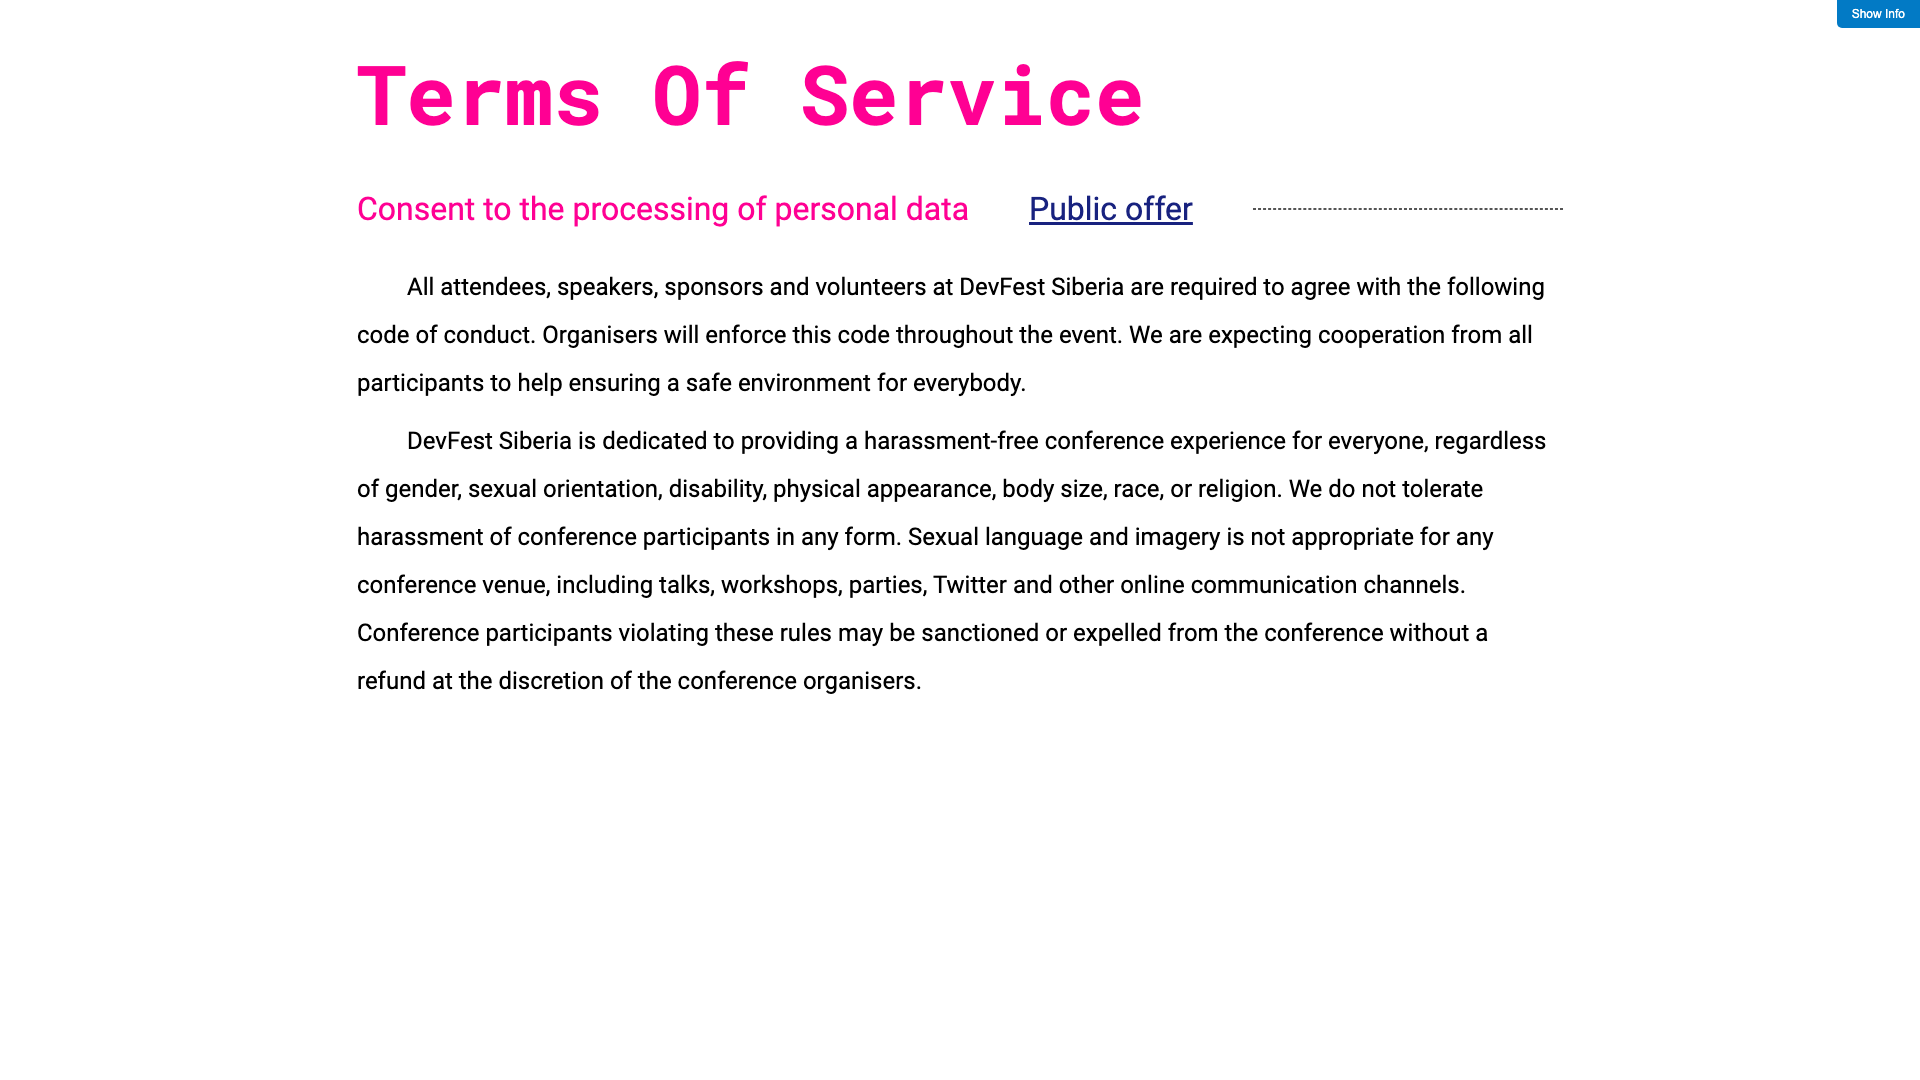 Show Info
Terms Of Service
Consent to the processing of personal data Public offer
All attendees, speakers, sponsors and volunteers at DevFest Siberia are required to agree with the following
code of conduct. Organisers will enforce this code throughout the event. We are expecting cooperation from all
participants to help ensuring a safe environment for everybody.
DevFest Siberia is dedicated to providing a harassment-free conference experience for everyone, regardless
of gender, sexual orientation, disability, physical appearance, body size, race, or religion. We do not tolerate
harassment of conference participants in any form. Sexual language and imagery is not appropriate for any
conference venue, including talks, workshops, parties, Twitter and other online communication channels.
Conference participants violating these rules may be sanctioned or expelled from the conference without a
refund at the discretion of the conference organisers.